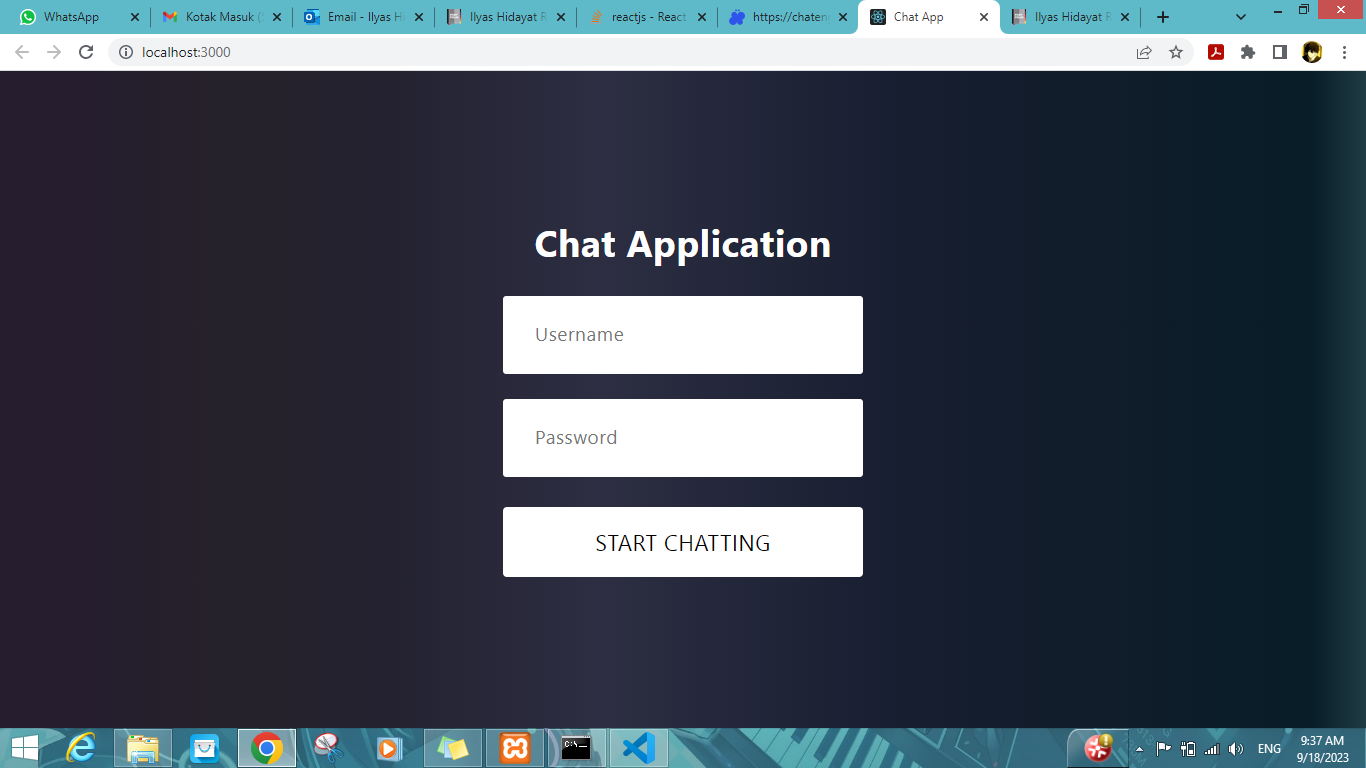 WhatsApp
Kotak Masuk (
Email - Ilyas Hi
Ilyas Hidayat R
reactjs - React
https://chaten
Chat App
Ilyas Hidayat R
localhost:3000
Chat Application
Username
Password
START CHATTING
C:\_
ENG
9:37 AM
9/18/2023